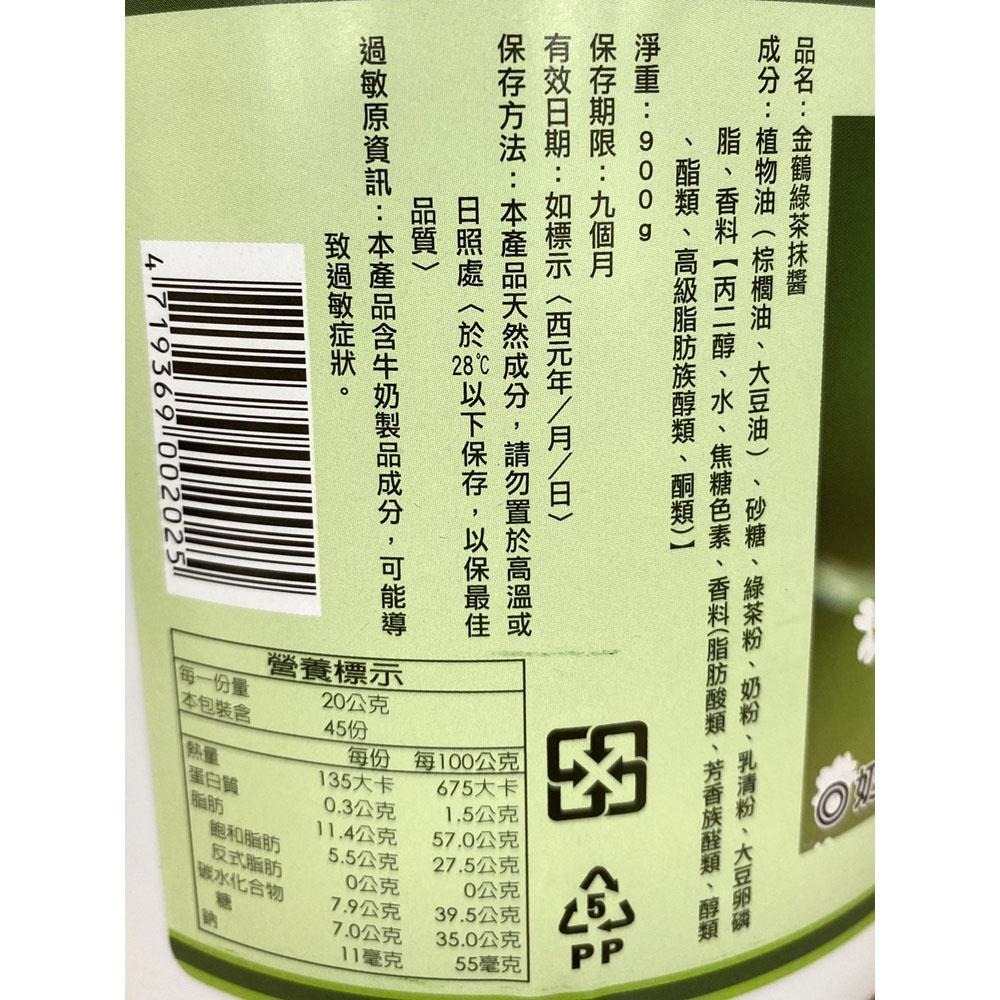 品名：金鶴綠茶抹醬
成分：植物油（棕櫚油、大豆油）、砂糖、綠茶粉、奶粉、乳清粉、大豆卵磷
脂、香料【丙二醇、水、焦糖色素、香料(脂肪酸類、芳香族醛類、醇類
、酯類、高級脂肪族醇類、酮類)】
淨重：900g
保存期限：九個月
有效日期：如標示〈西元年／月／日〉
保存方法：本產品天然成分，請勿置於高溫或
日照處〈於28℃以下保存，以保最佳
品質〉
過敏原資訊：本產品含牛奶製品成分，可能導
致過敏症狀。
4 719369 002025
營養標示
每一份量 20公克
本包裝含 45份
每份 每100公克
熱量 135大卡 675大卡
蛋白質 0.3公克 1.5公克
脂肪 11.4公克 57.0公克
飽和脂肪 5.5公克 27.5公克
反式脂肪 0公克 0公克
碳水化合物 7.9公克 39.5公克
糖 7.0公克 35.0公克
鈉 11毫克 55毫克
5
PP
奶